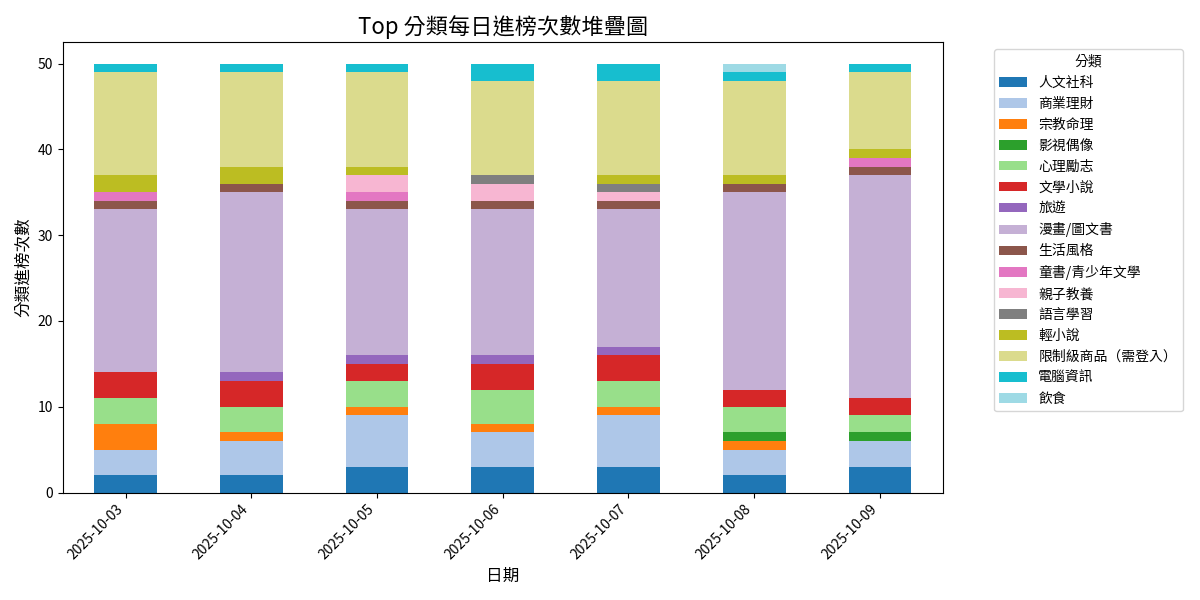 Top 分類每日進榜次數堆疊圖
分類進榜次數
50
40
30
20
10
0
2025-10-03
2025-10-04
2025-10-05
2025-10-06
2025-10-07
2025-10-08
2025-10-09
日期
分類
人文社科
商業理財
宗教命理
影視偶像
心理勵志
文學小說
旅遊
漫畫/圖文書
生活風格
童書/青少年文學
親子教養
語言學習
輕小說
限制級商品（需登入）
電腦資訊
飲食